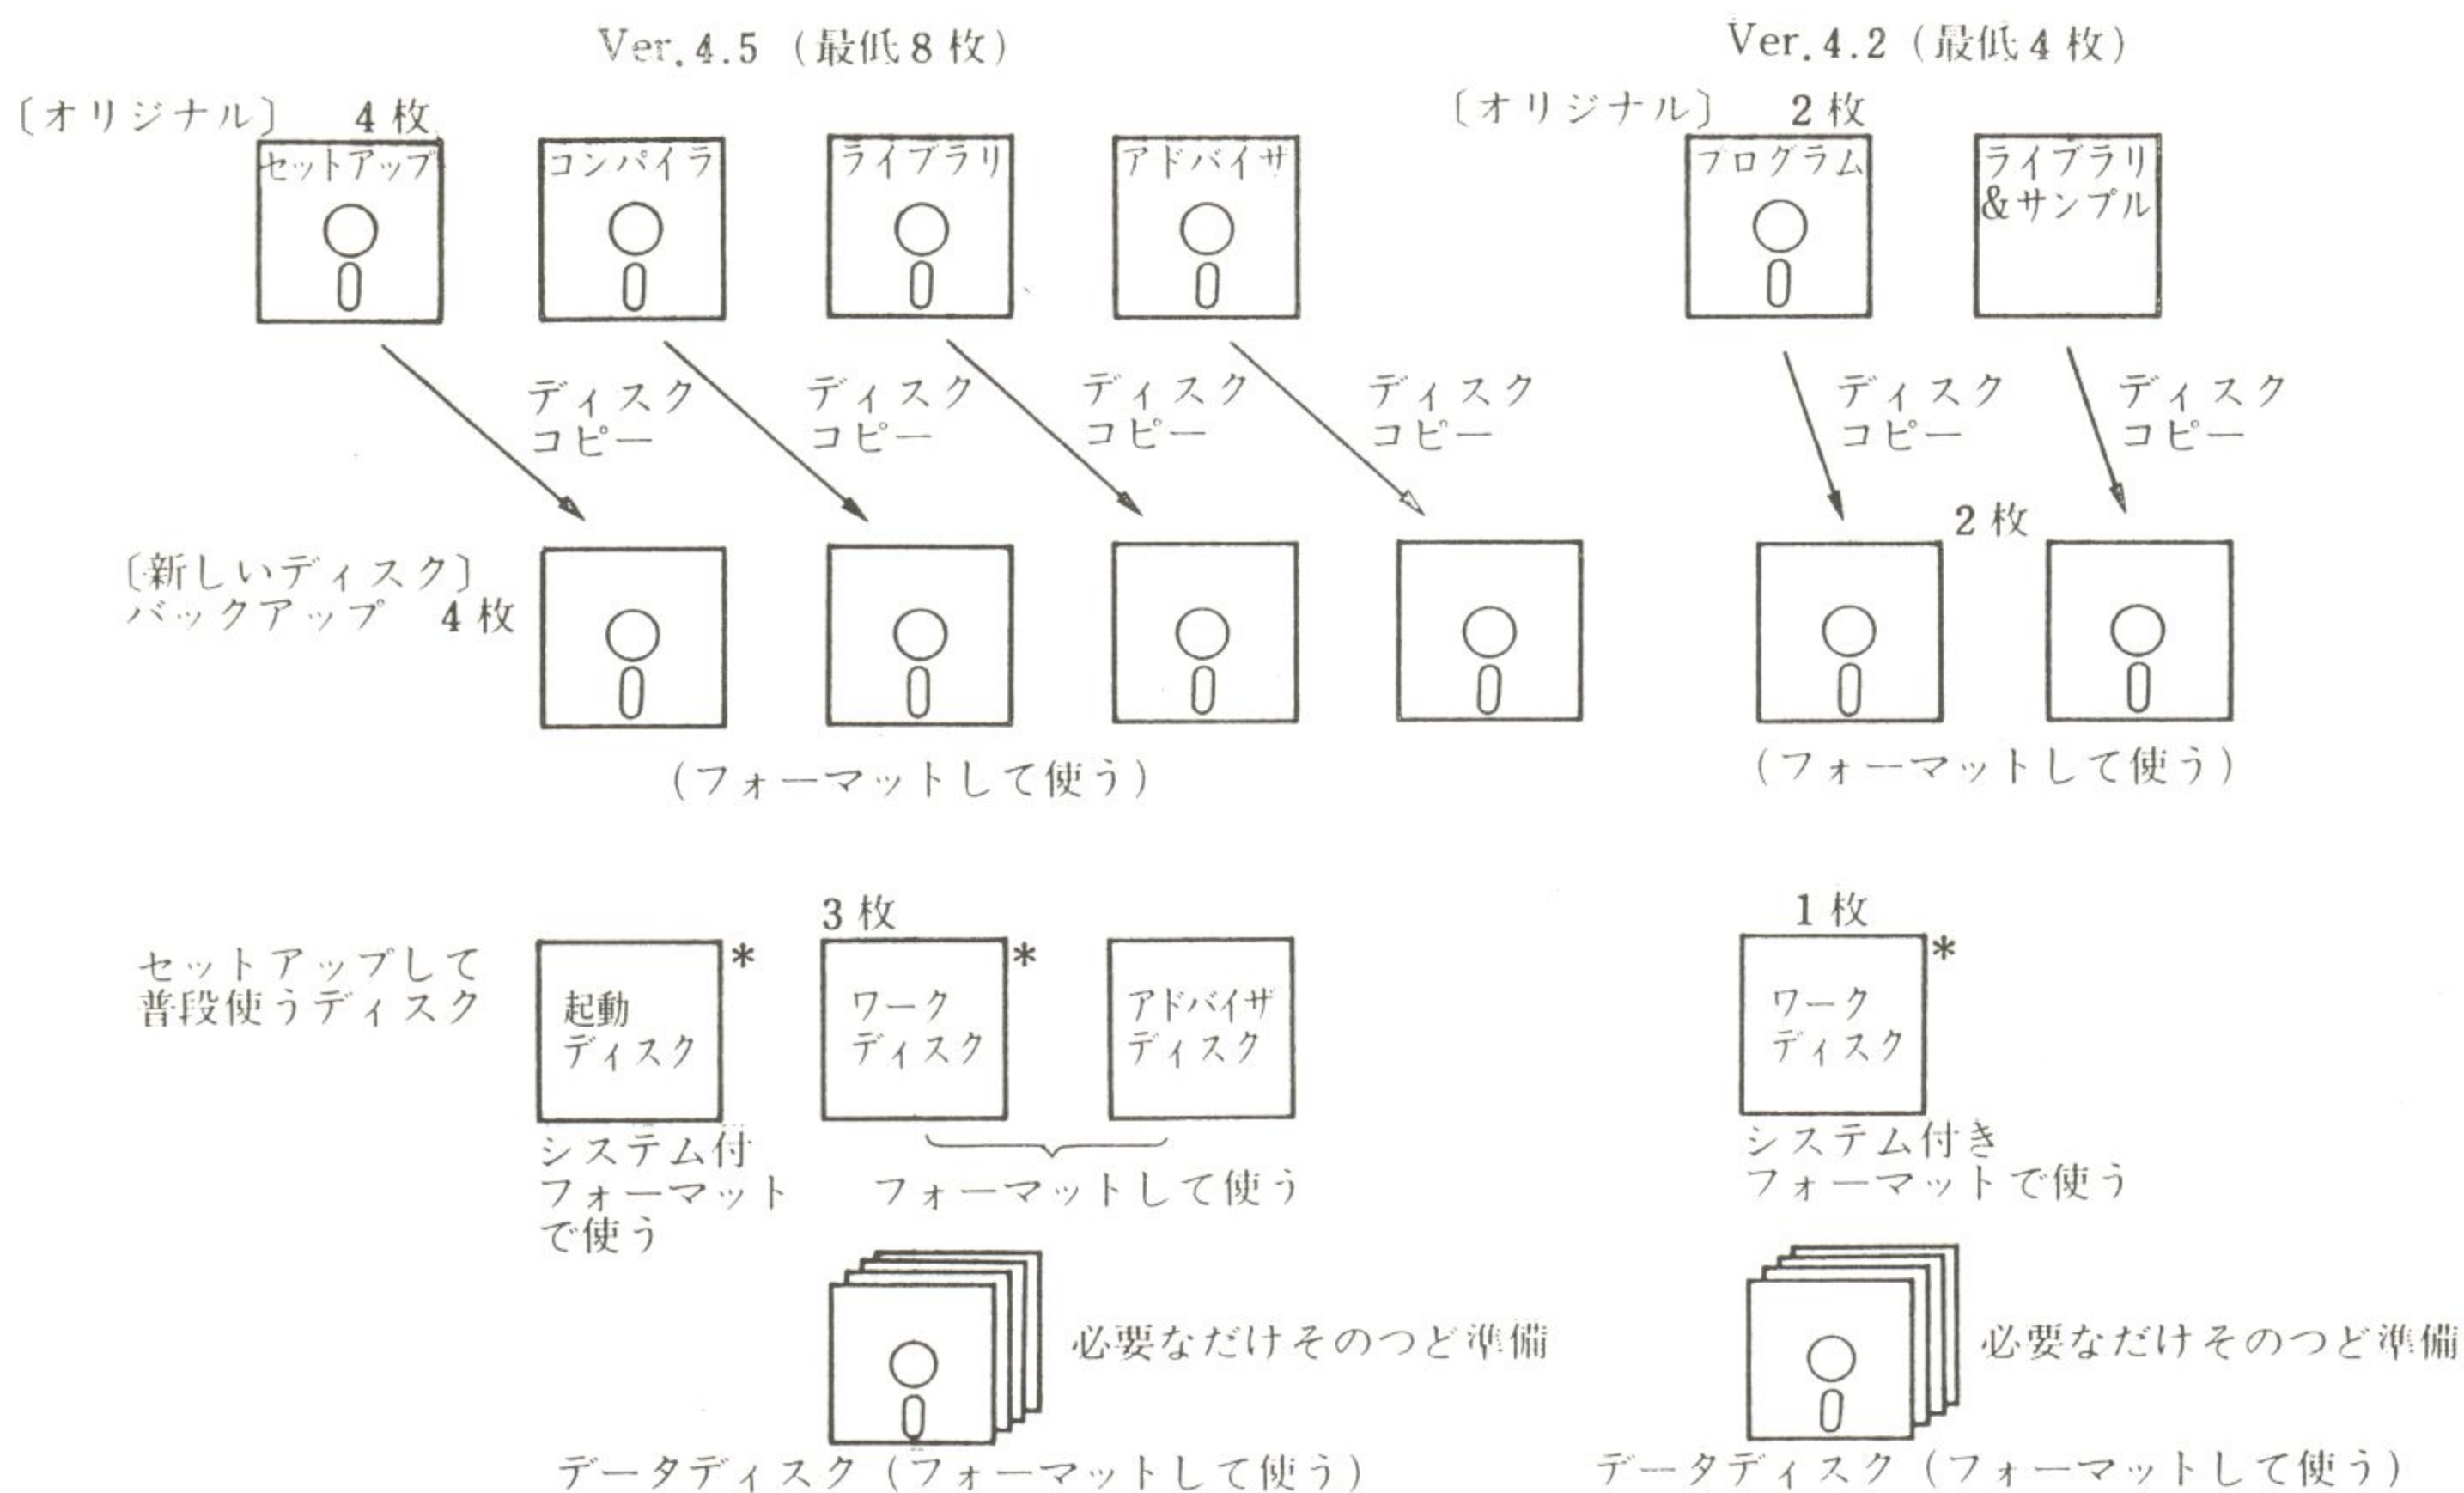 Ver.4.5（最低8枚）
〔オリジナル〕 4枚
セットアップ
コンパイラ
ライブラリ
アドバイザ
ディスク
コピー
ディスク
コピー
ディスク
コピー
ディスク
コピー
〔新しいディスク〕
バックアップ 4枚
（フォーマットして使う）
セットアップして
普段使うディスク
3枚
起動
ディスク
*
ワーク
ディスク
*
アドバイザ
ディスク
システム付
フォーマット
で使う
フォーマットして使う
必要なだけそのつど準備
データディスク（フォーマットして使う）
Ver.4.2（最低4枚）
〔オリジナル〕 2枚
プログラム
ライブラリ
&サンプル
ディスク
コピー
ディスク
コピー
2枚
（フォーマットして使う）
1枚
ワーク
ディスク
*
システム付き
フォーマットで使う
必要なだけそのつど準備
データディスク（フォーマットして使う）